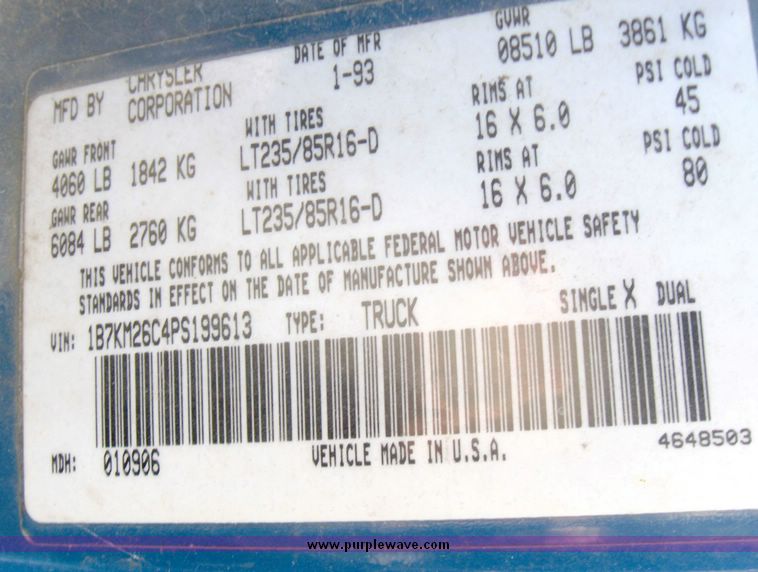 MFD BY CHRYSLER CORPORATION DATE OF MFR 1-93 GVWR 08510 LB 3861 KG
GAWR FRONT WITH TIRES RIMS AT PSI COLD
4060 LB 1842 KG LT235/85R16-D 16 X 6.0 45
GAWR REAR WITH TIRES RIMS AT PSI COLD
6084 LB 2760 KG LT235/85R16-D 16 X 6.0 80
THIS VEHICLE CONFORMS TO ALL APPLICABLE FEDERAL MOTOR VEHICLE SAFETY
STANDARDS IN EFFECT ON THE DATE OF MANUFACTURE SHOWN ABOVE.
VIN: 1B7KM26C4PS199613 TYPE: TRUCK SINGLE X DUAL
MDH: 010906 VEHICLE MADE IN U.S.A. 4648503
www.purplewave.com